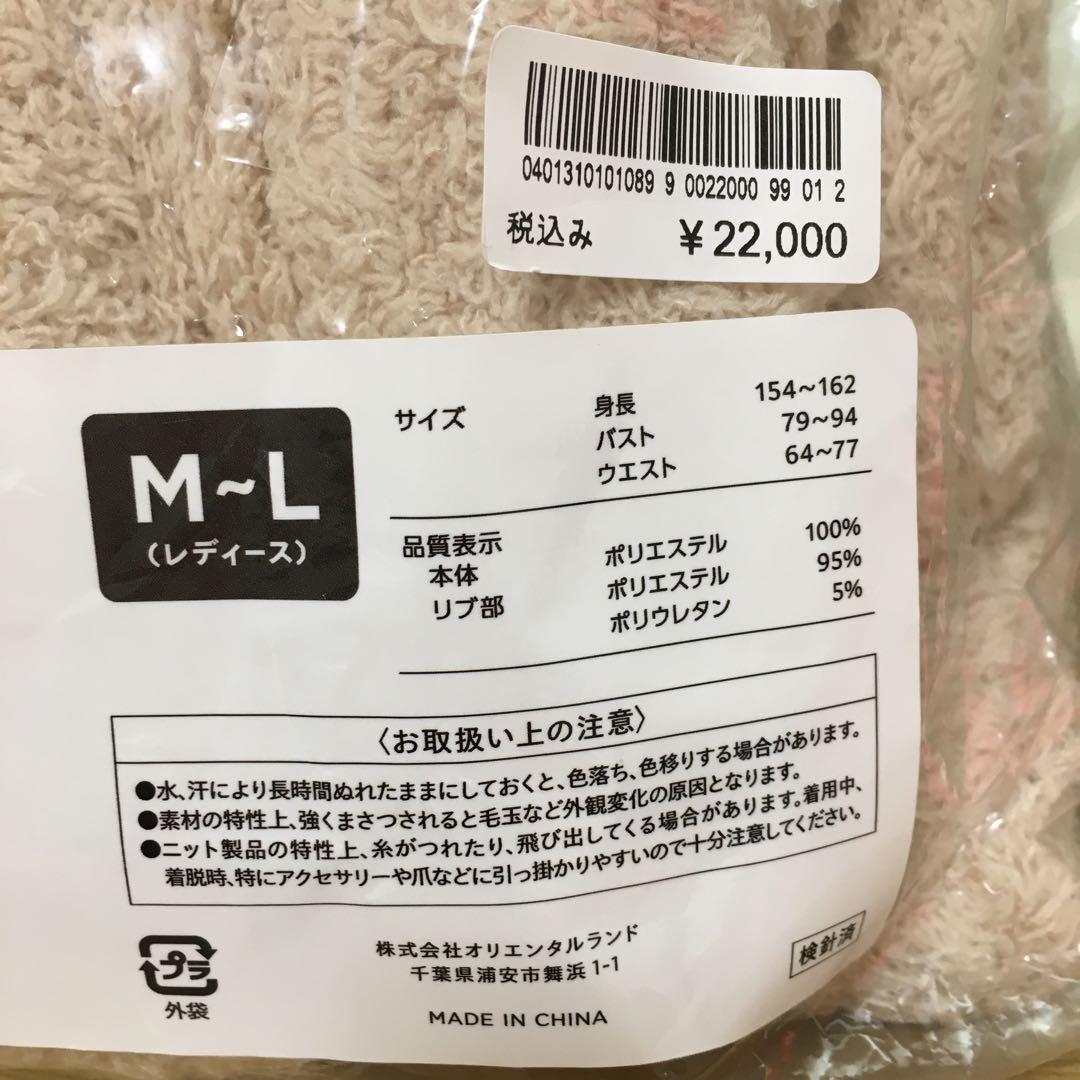 0401310101089 9 0022000 99 01 2
税込み ¥22,000
M~L
(レディース)
サイズ 身長 154~162
バスト 79~94
ウエスト 64~77
品質表示
本体 ポリエステル 100%
リブ部 ポリエステル 95%
ポリウレタン 5%
〈お取扱い上の注意〉
●水、汗により長時間ぬれたままにしておくと、色落ち、色移りする場合があります。
●素材の特性上、強くまさつされると毛玉など外観変化の原因となります。
●ニット製品の特性上、糸がつれたり、飛び出してくる場合があります。着用中、
着脱時、特にアクセサリーや爪などに引っ掛かりやすいので十分注意してください。
プラ
外袋
株式会社オリエンタルランド
千葉県浦安市舞浜1-1
MADE IN CHINA
検針済